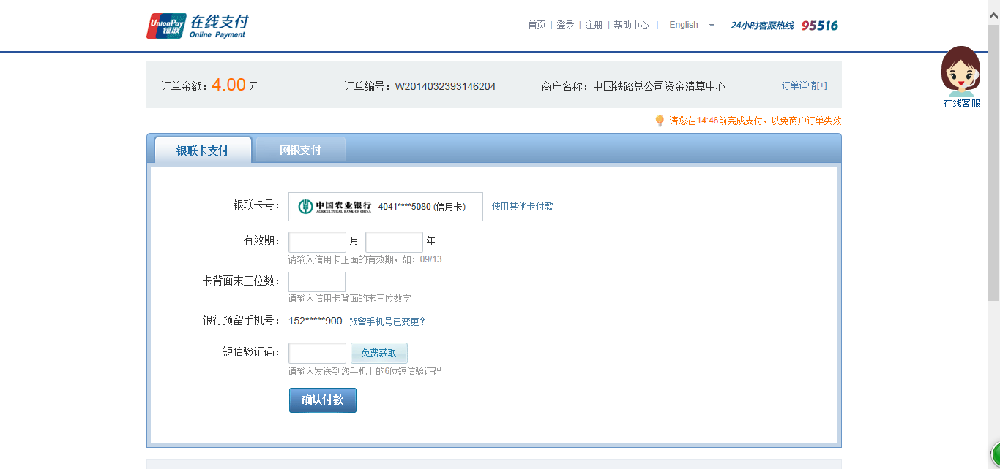 UnionPay 银联 在线支付 Online Payment
首页 | 登录 | 注册 | 帮助中心 | English 24小时客服热线 95516
订单金额：4.00 元 订单编号：W2014032393146204 商户名称：中国铁路总公司资金清算中心 订单详情[+]
在线客服
请您在14:46前完成支付，以免商户订单失效
银联卡支付 网银支付
银联卡号： 中国农业银行 AGRICULTURAL BANK OF CHINA 4041****5080 (信用卡) 使用其他卡付款
有效期： 月 年
请输入信用卡正面的有效期，如：09/13
卡背面末三位数：
请输入信用卡背面的末三位数字
银行预留手机号： 152*****900 预留手机号已变更?
短信验证码： 免费获取
请输入发送到您手机上的6位短信验证码
确认付款